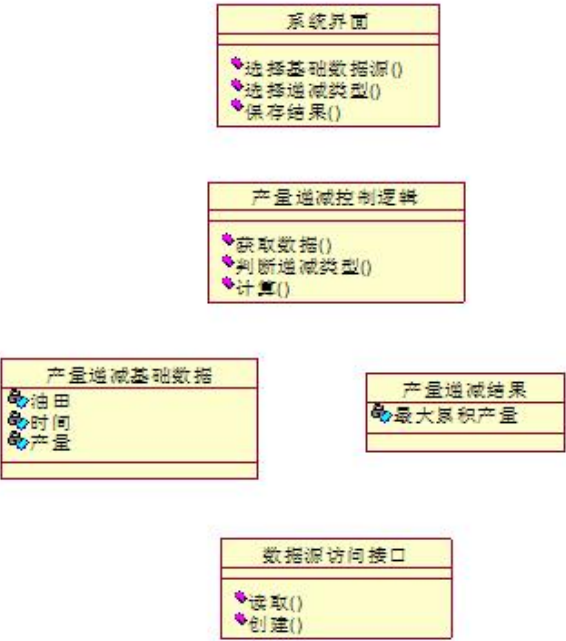 系统界面
选择基础数据源()
选择递减类型()
保存结果()
产量递减控制逻辑
获取数据()
判断递减类型()
计算()
产量递减基础数据
油田
时间
产量
产量递减结果
最大累积产量
数据源访问接口
读取()
创建()